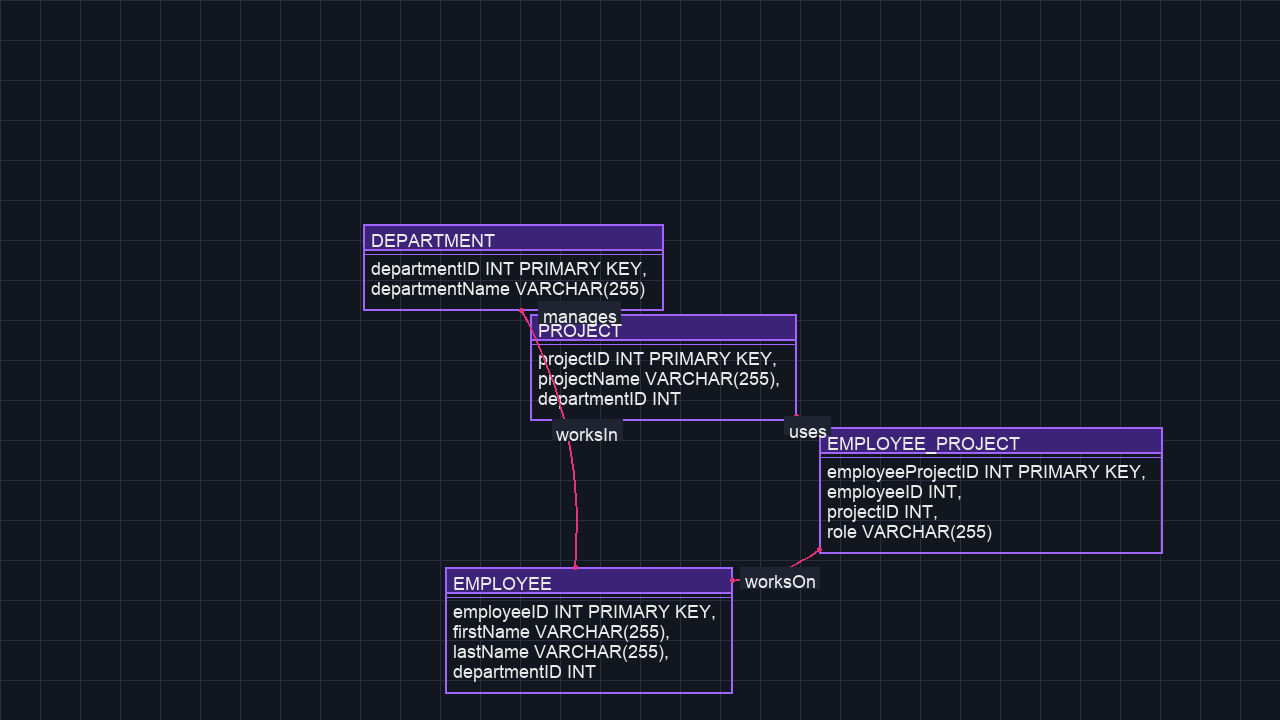 DEPARTMENT
departmentID INT PRIMARY KEY,
departmentName VARCHAR(255)
manages
PROJECT
projectID INT PRIMARY KEY,
projectName VARCHAR(255),
departmentID INT
worksIn
uses
EMPLOYEE_PROJECT
employeeProjectID INT PRIMARY KEY,
employeeID INT,
projectID INT,
role VARCHAR(255)
worksOn
EMPLOYEE
employeeID INT PRIMARY KEY,
firstName VARCHAR(255),
lastName VARCHAR(255),
departmentID INT